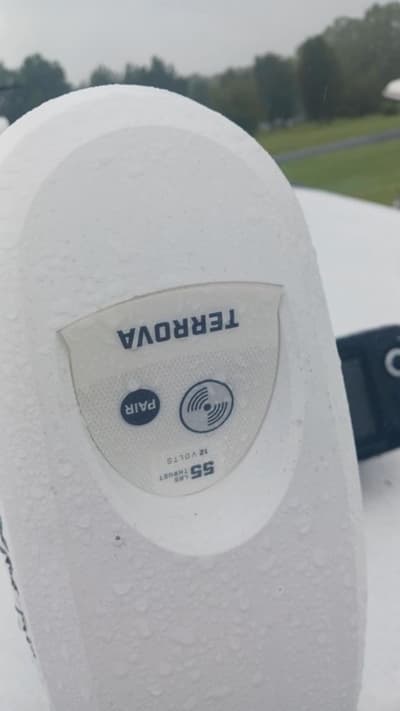 TERROVA
PAIR
55 LBS THRUST
12 VOLTS